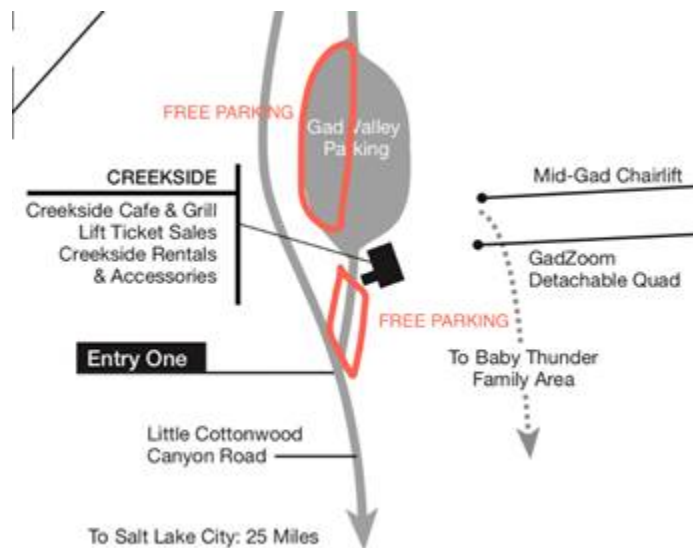 FREE PARKING
Gad Valley
Parking
CREEKSIDE
Creekside Cafe & Grill
Lift Ticket Sales
Creekside Rentals
& Accessories
Mid-Gad Chairlift
GadZoom
Detachable Quad
FREE PARKING
To Baby Thunder
Family Area
Entry One
Little Cottonwood
Canyon Road
To Salt Lake City: 25 Miles